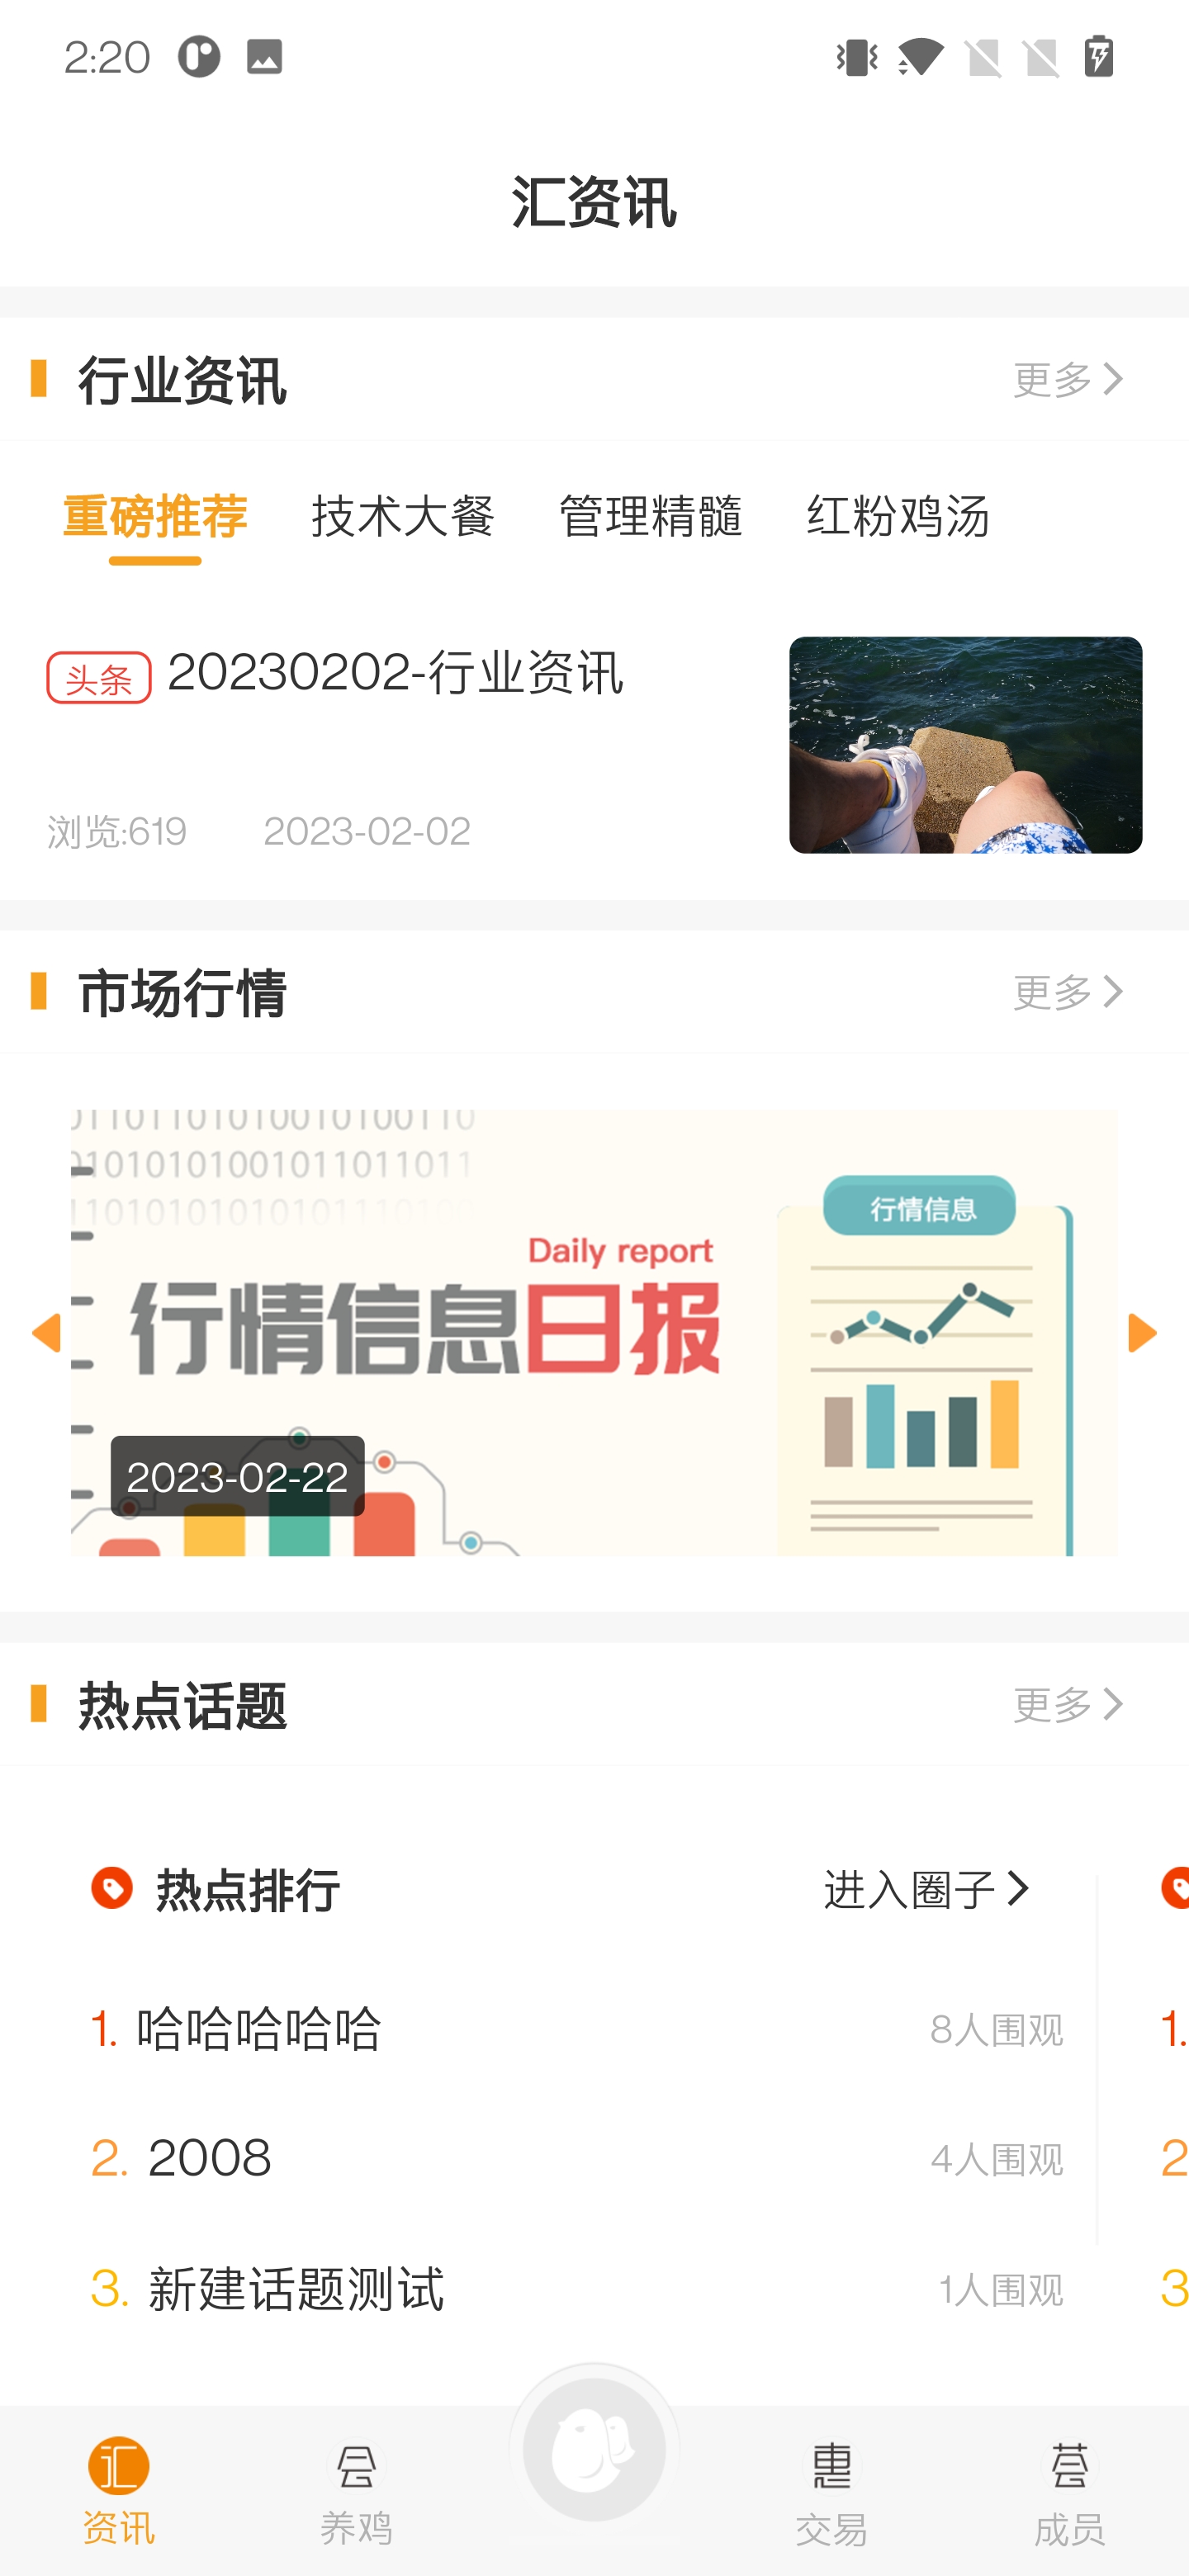 2:20
汇资讯
行业资讯
更多
重磅推荐 技术大餐 管理精髓 红粉鸡汤
头条 20230202-行业资讯
浏览:619 2023-02-02
市场行情
更多
Daily report
行情信息日报
行情信息
2023-02-22
热点话题
更多
热点排行
进入圈子
1. 哈哈哈哈哈 8人围观
2. 2008 4人围观
3. 新建话题测试 1人围观
1.
2
3
汇 资讯
养鸡
惠 交易
荟 成员